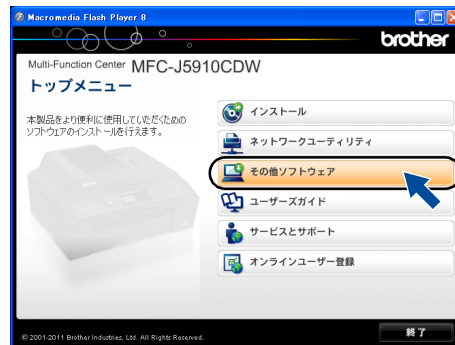 Macromedia Flash Player 8
brother
Multi-Function Center MFC-J5910CDW
トップメニュー
本製品をより便利に使用していただくための
ソフトウェアのインストールを行えます。
インストール
ネットワークユーティリティ
その他ソフトウェア
ユーザーズガイド
サービスとサポート
オンラインユーザー登録
© 2001-2011 Brother Industries, Ltd. All Rights Reserved.
終了